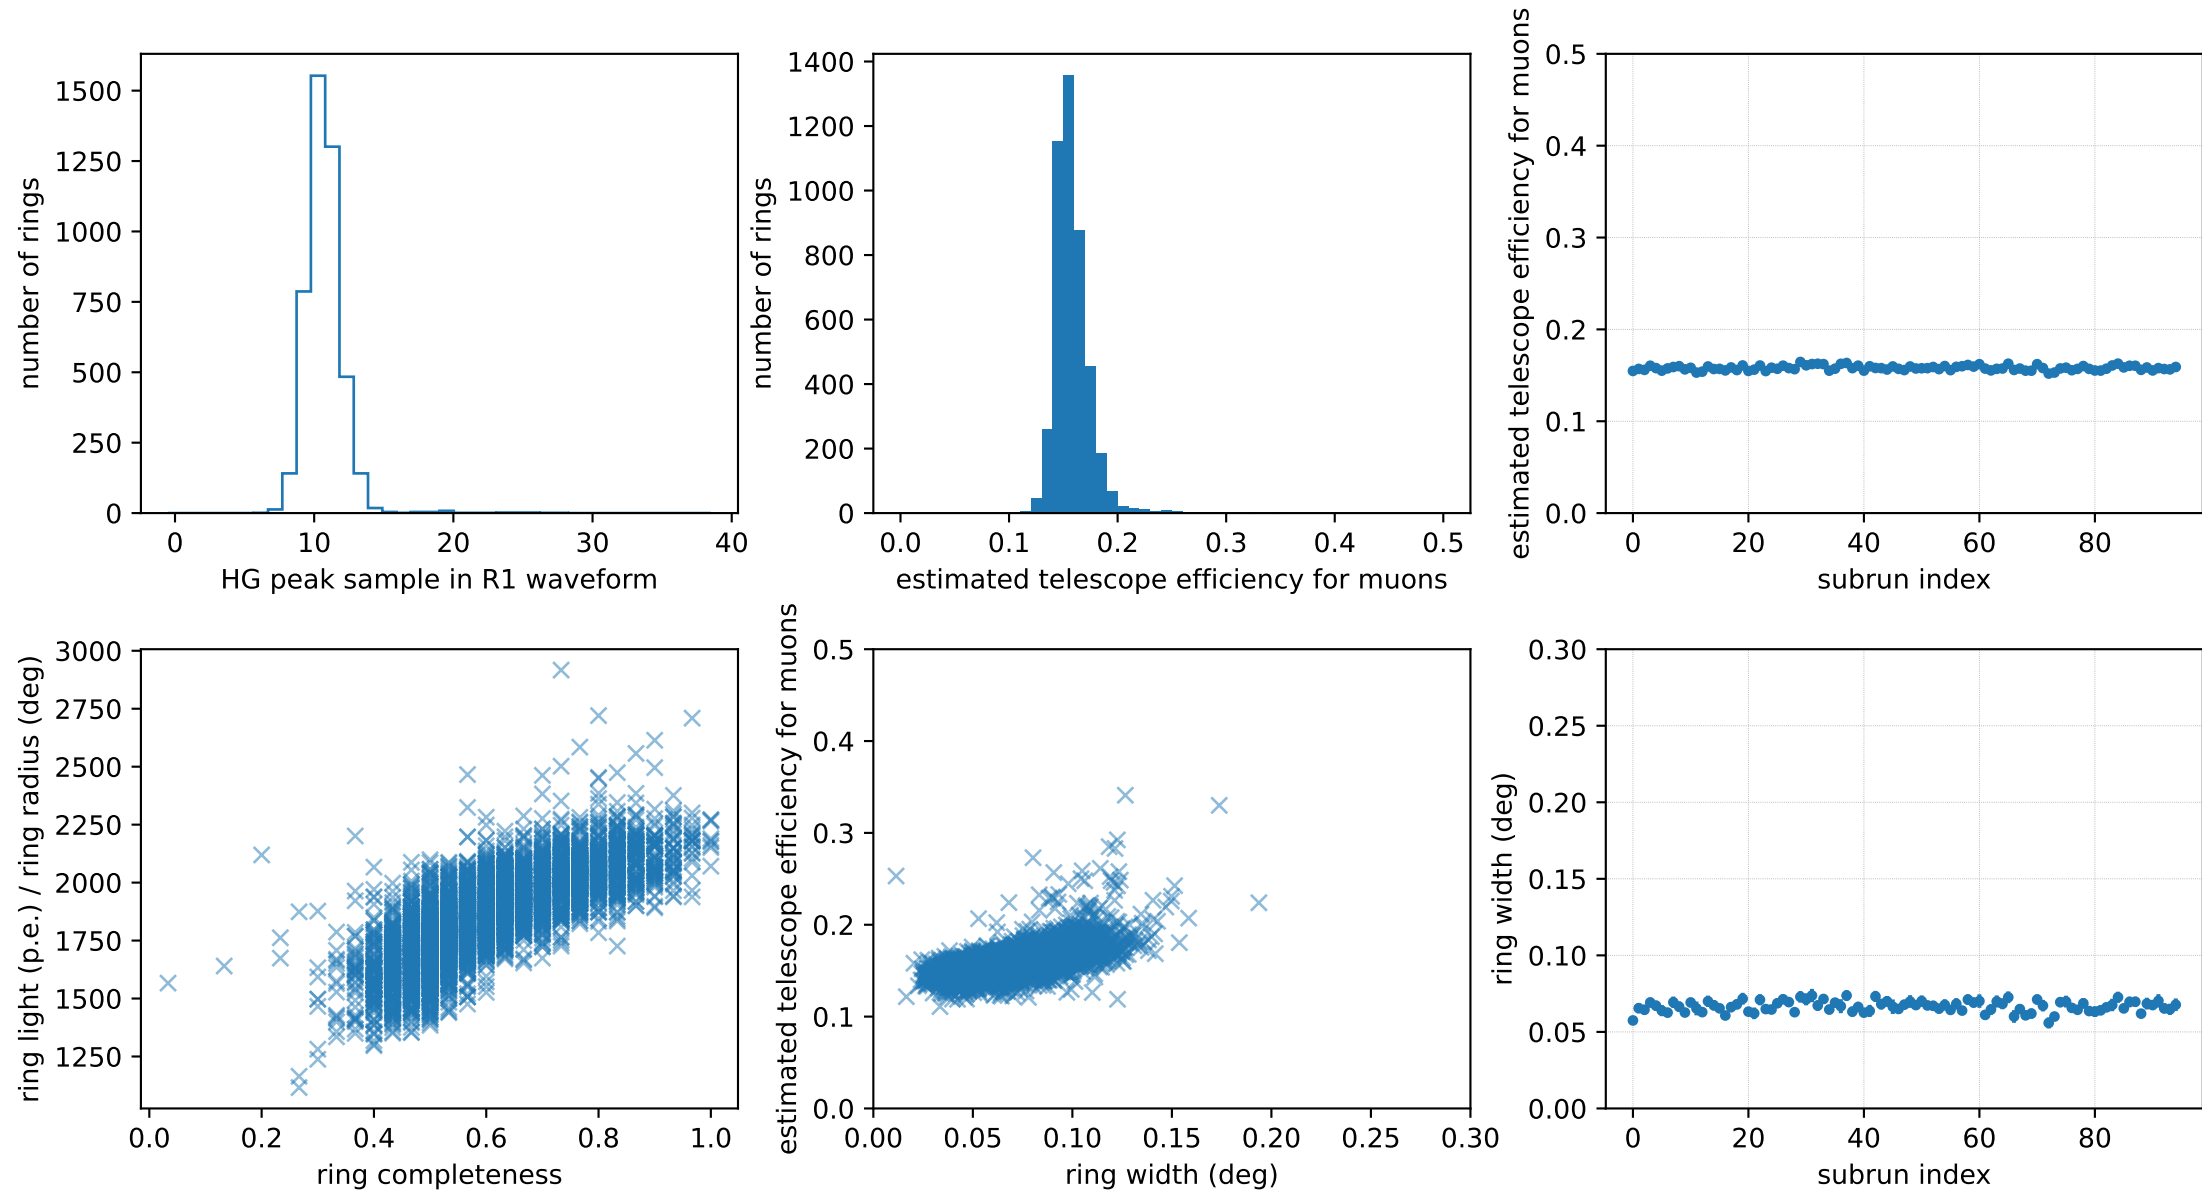 number of rings
1500
1250
1000
750
500
250
0
0 10 20 30 40
HG peak sample in R1 waveform
number of rings
1400
1200
1000
800
600
400
200
0
0.0 0.1 0.2 0.3 0.4 0.5
estimated telescope efficiency for muons
estimated telescope efficiency for muons
0.5
0.4
0.3
0.2
0.1
0.0
0 20 40 60 80
subrun index
ring light (p.e.) / ring radius (deg)
3000
2750
2500
2250
2000
1750
1500
1250
0.0 0.2 0.4 0.6 0.8 1.0
ring completeness
estimated telescope efficiency for muons
0.5
0.4
0.3
0.2
0.1
0.0
0.00 0.05 0.10 0.15 0.20 0.25 0.30
ring width (deg)
ring width (deg)
0.30
0.25
0.20
0.15
0.10
0.05
0.00
0 20 40 60 80
subrun index